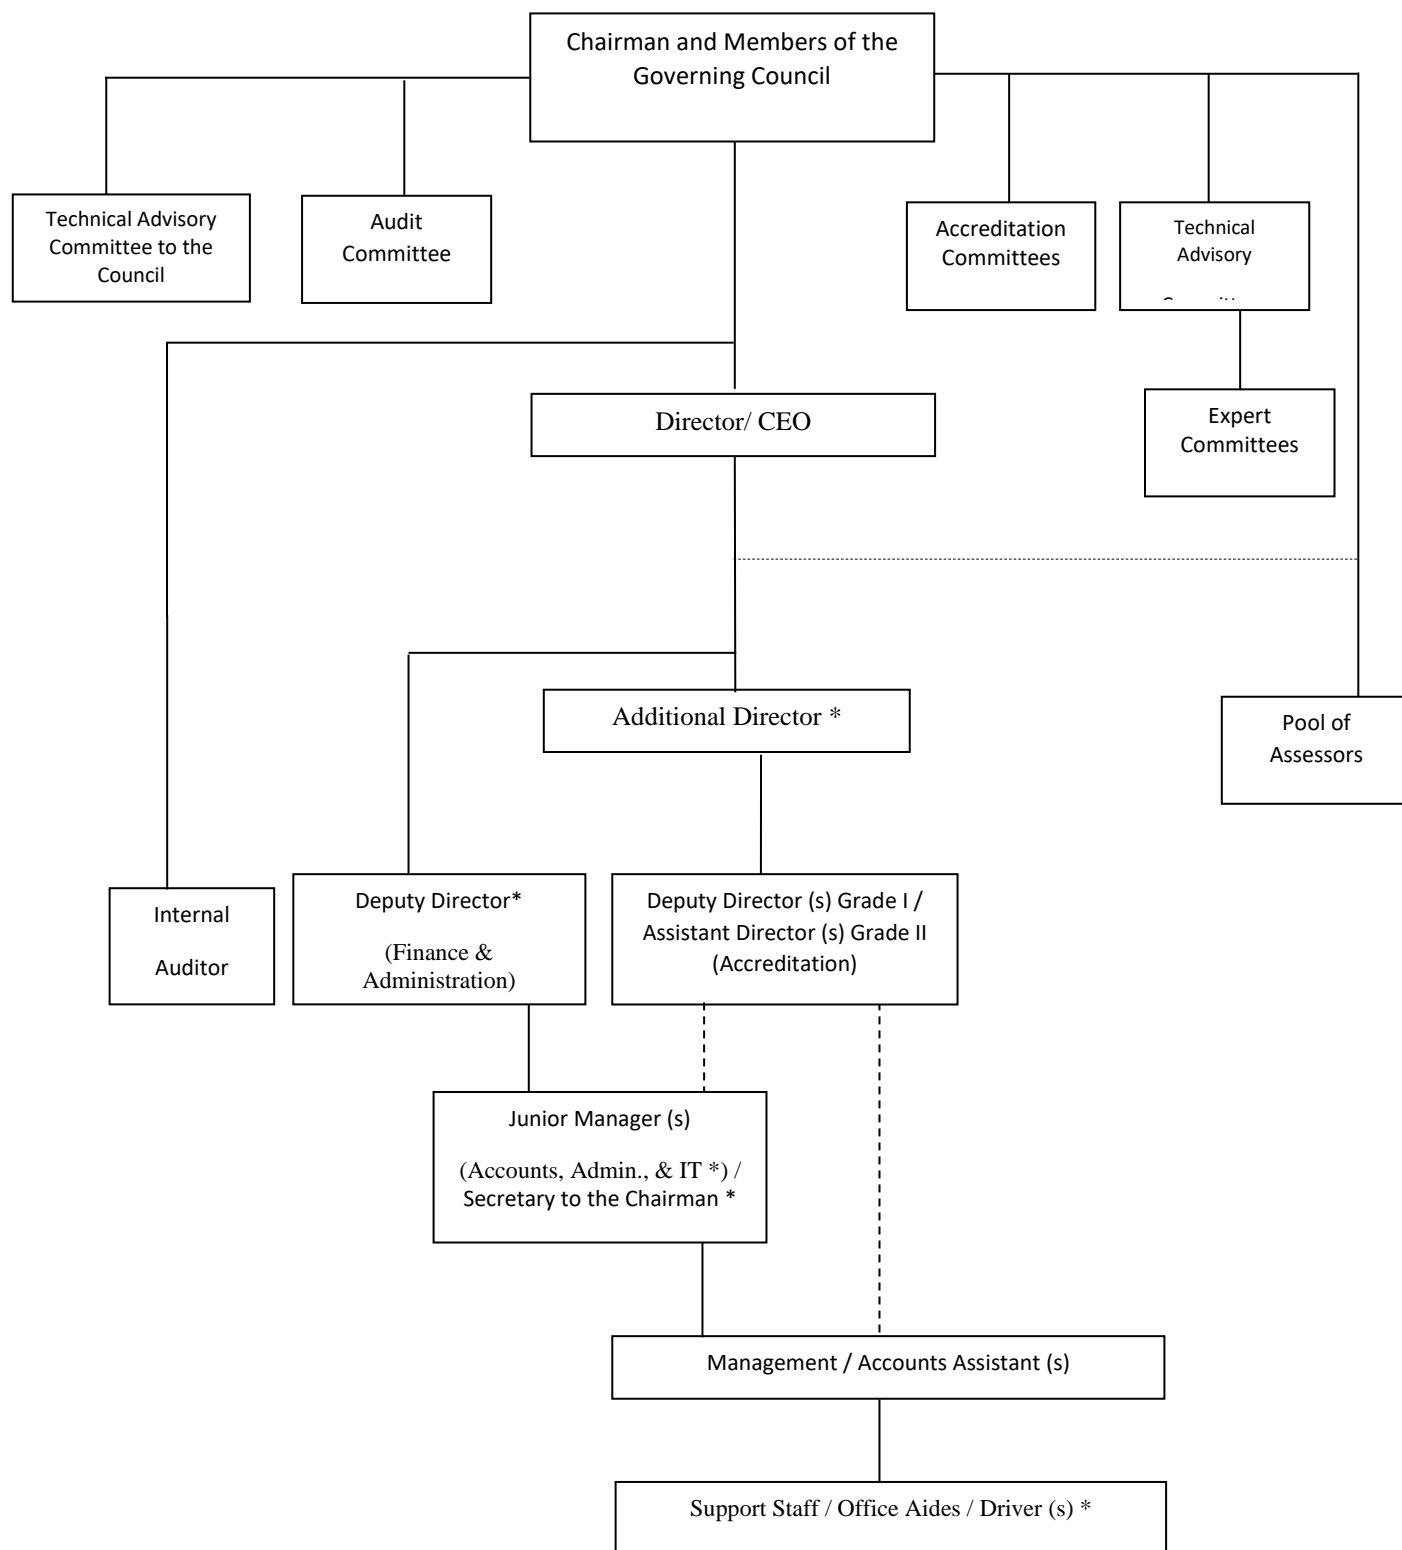 Chairman and Members of the
Governing Council
Technical Advisory
Committee to the
Council
Audit
Committee
Accreditation
Committees
Technical
Advisory
Director/ CEO
Expert
Committees
Additional Director *
Pool of
Assessors
Internal
Auditor
Deputy Director*
(Finance &
Administration)
Deputy Director (s) Grade I /
Assistant Director (s) Grade II
(Accreditation)
Junior Manager (s)
(Accounts, Admin., & IT *) /
Secretary to the Chairman *
Management / Accounts Assistant (s)
Support Staff / Office Aides / Driver (s) *